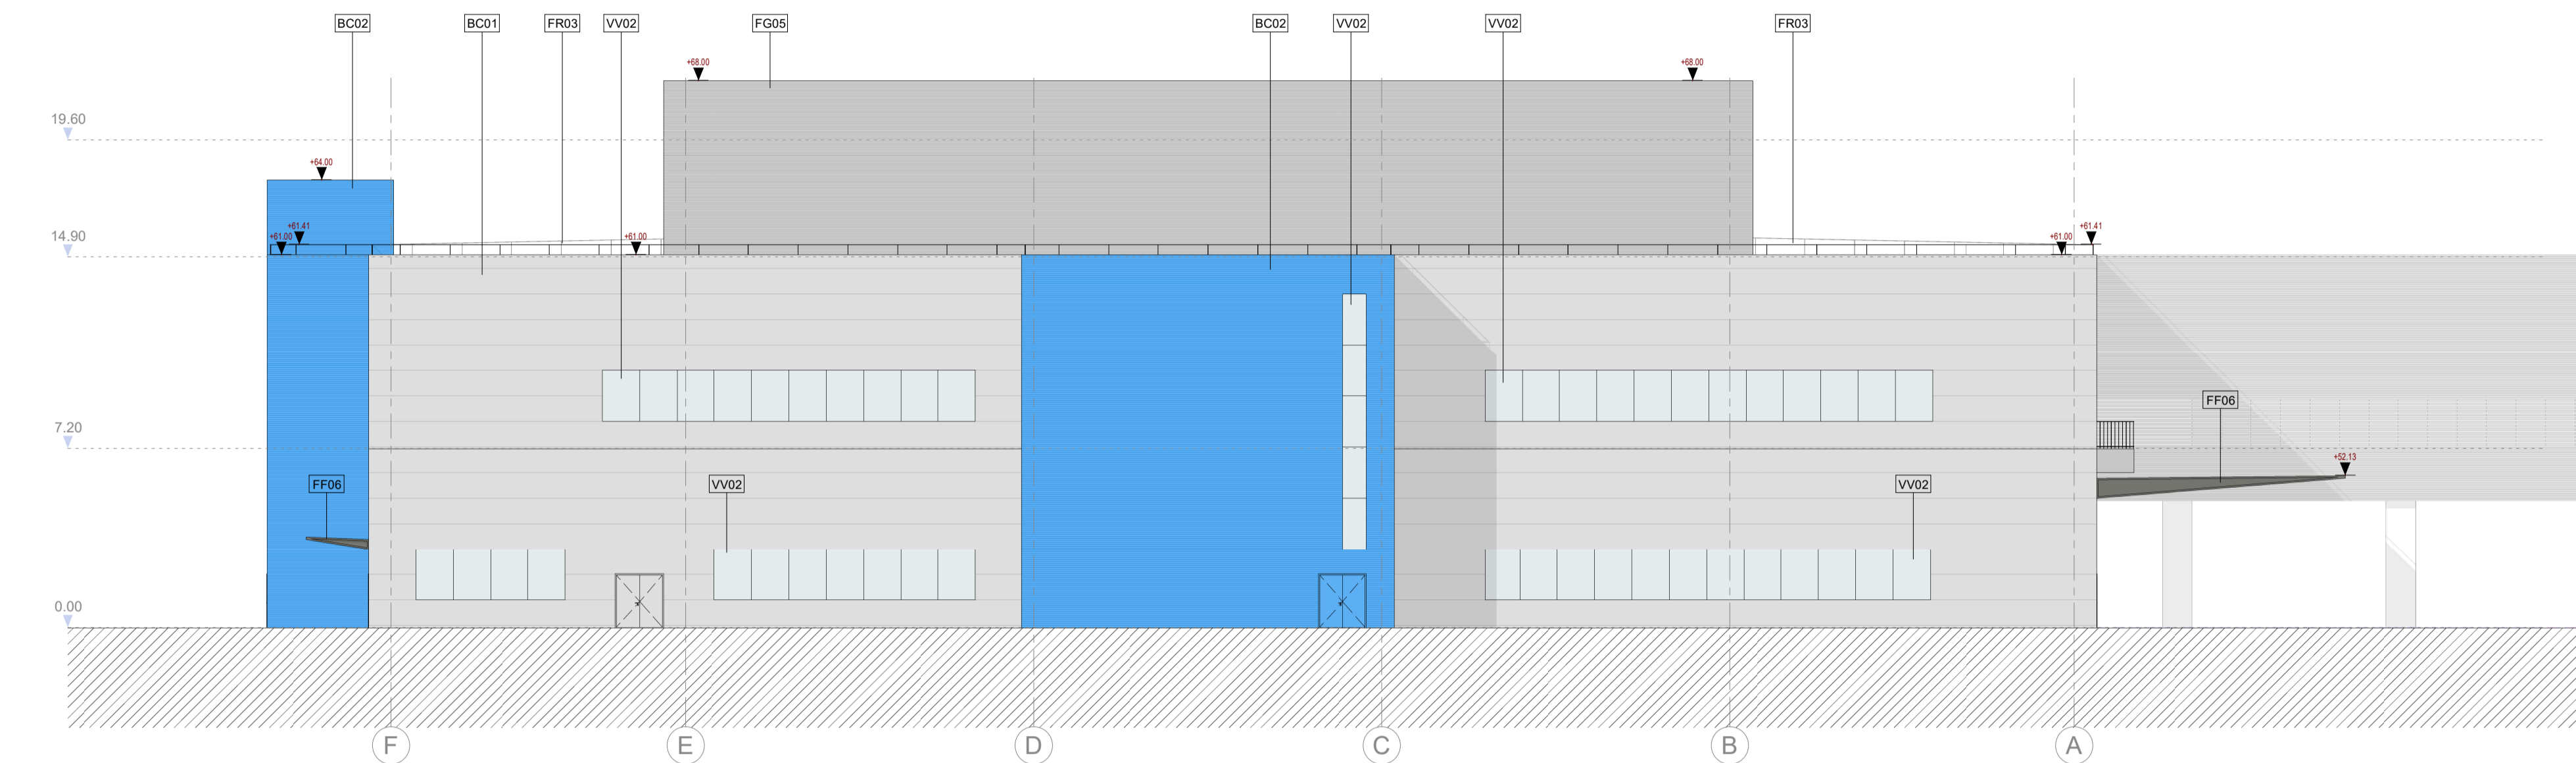 BC02 BC01 FR03 VV02 FG05 BC02 VV02 VV02 FR03
+68.00 +68.00
19.60
+64.00
14.90
+61.41 +61.41
+61.00 +61.00 +61.00
FF06
7.20
+52.13
FF06 VV02 VV02
0.00
F E D C B A